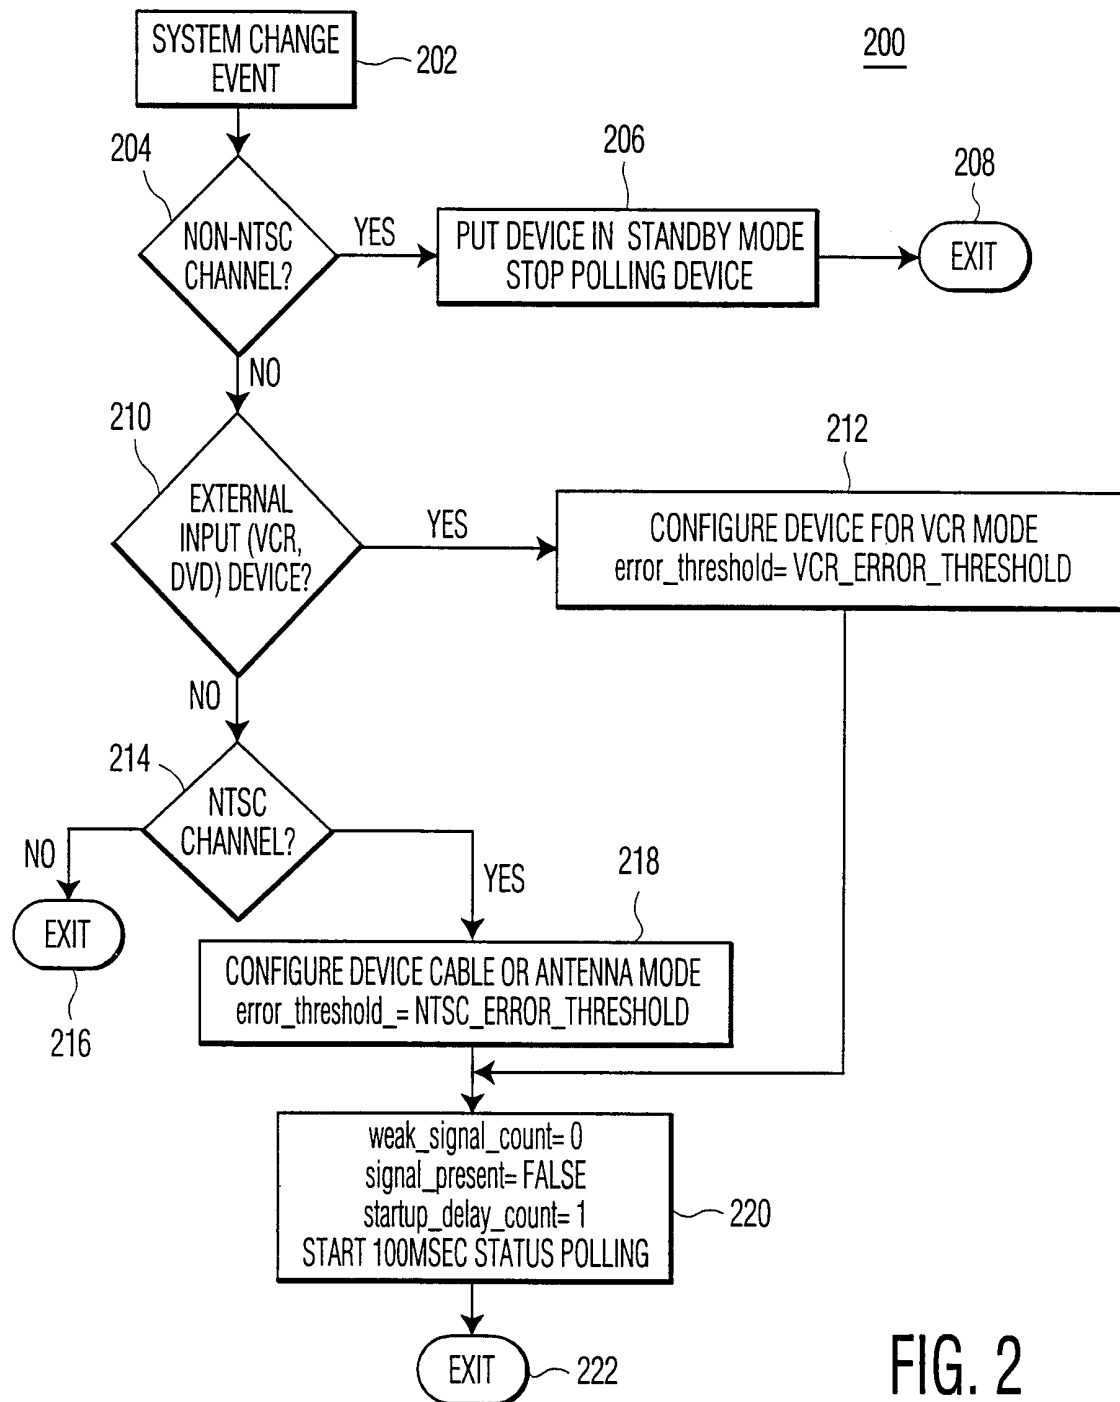 SYSTEM CHANGE
EVENT
202
200
204
NON-NTSC
CHANNEL?
YES
206
PUT DEVICE IN STANDBY MODE
STOP POLLING DEVICE
208
EXIT
NO
210
EXTERNAL
INPUT (VCR,
DVD) DEVICE?
YES
212
CONFIGURE DEVICE FOR VCR MODE
error_threshold= VCR_ERROR_THRESHOLD
NO
214
NTSC
CHANNEL?
NO
EXIT
216
YES
218
CONFIGURE DEVICE CABLE OR ANTENNA MODE
error_threshold_= NTSC_ERROR_THRESHOLD
weak_signal_count= 0
signal_present= FALSE
startup_delay_count= 1
START 100MSEC STATUS POLLING
220
EXIT
222
FIG. 2